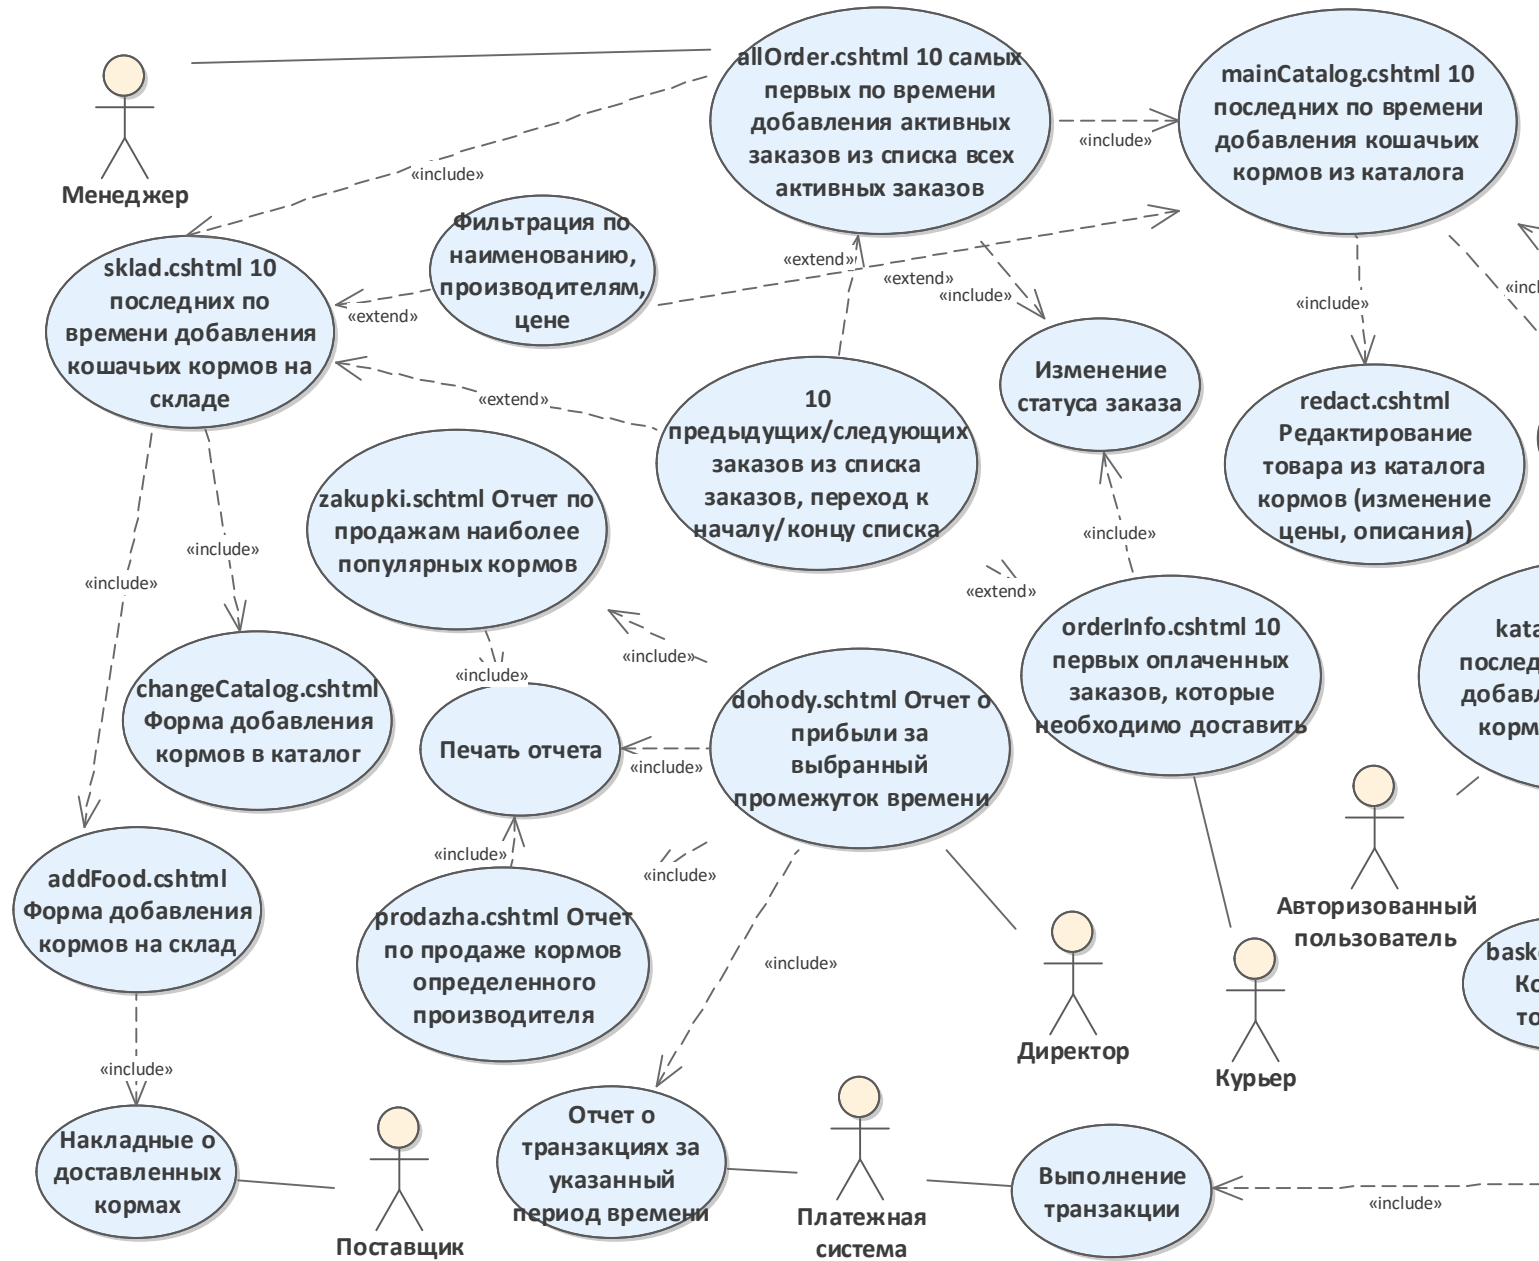 Менеджер
allOrder.cshtml 10 самых
первых по времени
добавления активных
заказов из списка всех
активных заказов
mainCatalog.cshtml 10
последних по времени
добавления кошачьих
кормов из каталога
«include»
«include»
sklad.cshtml 10
последних по
времени добавления
кошачьих кормов на
складе
Фильтрация по
наименованию,
производителям,
цене
«extend»
«extend»
«extend»
«include»
«include»
«extend»
10
предыдущих/следующих
заказов из списка
заказов, переход к
началу/концу списка
Изменение
статуса заказа
redact.cshtml
Редактирование
товара из каталога
кормов (изменение
цены, описания)
zakupki.schtml Отчет по
продажам наиболее
популярных кормов
«include»
«include»
«include»
«extend»
changeCatalog.cshtml
Форма добавления
кормов в каталог
«include»
«include»
Печать отчета
«include»
dohody.schtml Отчет о
прибыли за
выбранный
промежуток времени
orderInfo.cshtml 10
первых оплаченных
заказов, которые
необходимо доставить
addFood.cshtml
Форма добавления
кормов на склад
«include»
«include»
prodazha.cshtml Отчет
по продаже кормов
определенного
производителя
«include»
Авторизованный
пользователь
Директор
Курьер
«include»
Накладные о
доставленных
кормах
Поставщик
Отчет о
транзакциях за
указанный
период времени
Платежная
система
Выполнение
транзакции
«include»